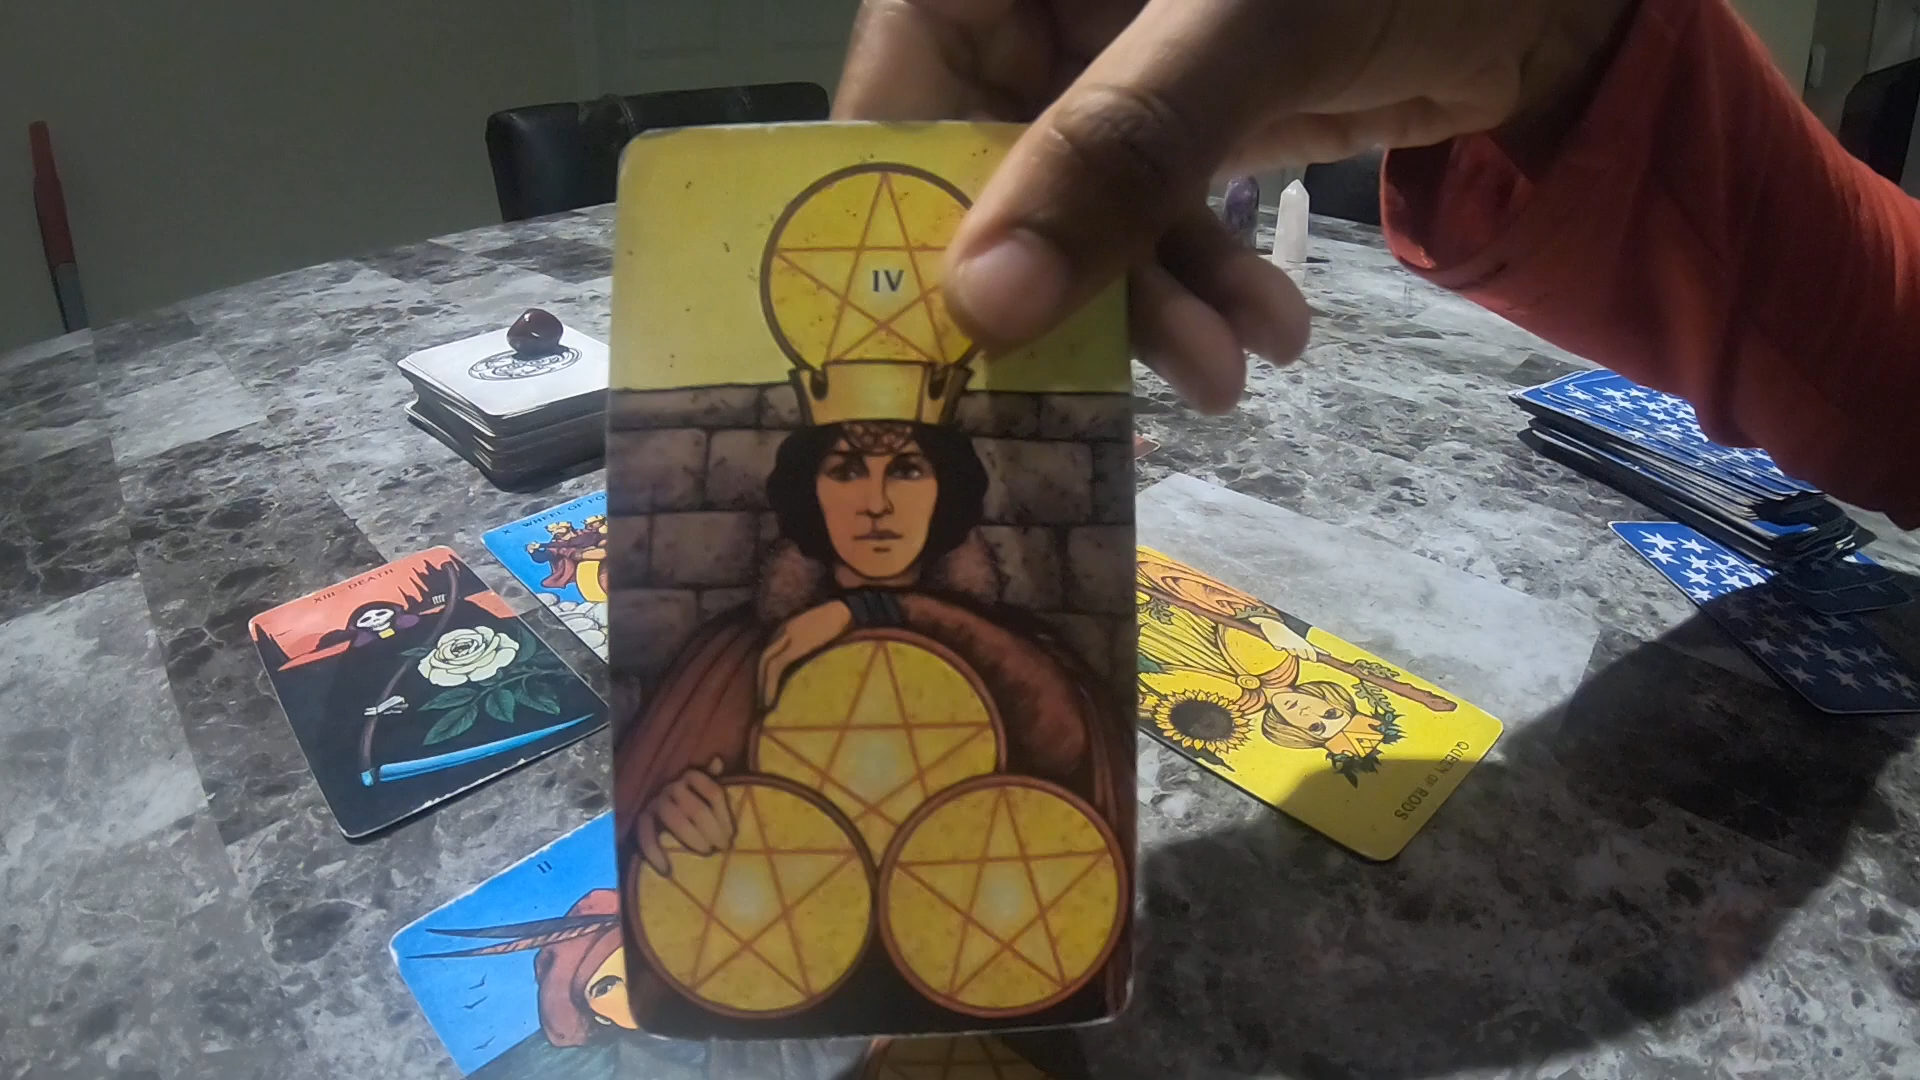 IV
X · WHEEL OF FO
XIII · DEATH
II
QUEEN OF RODS